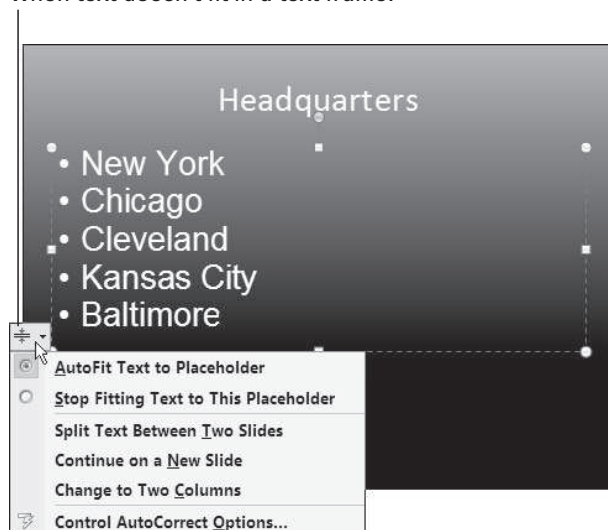 When text doesn't fit in a text frame.
Headquarters
• New York
• Chicago
• Cleveland
• Kansas City
• Baltimore
AutoFit Text to Placeholder
Stop Fitting Text to This Placeholder
Split Text Between Two Slides
Continue on a New Slide
Change to Two Columns
Control AutoCorrect Options...